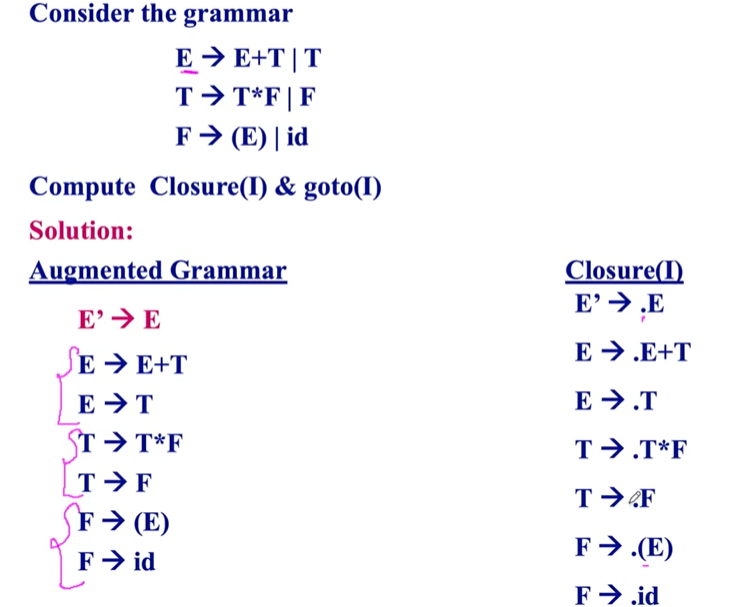 Consider the grammar
E → E+T | T
T → T*F | F
F → (E) | id
Compute Closure(I) & goto(I)
Solution:
Augmented Grammar
E’ → E
E → E+T
E → T
T → T*F
T → F
F → (E)
F → id
Closure(I)
E’ → .E
E → .E+T
E → .T
T → .T*F
T → .F
F → .(E)
F → .id